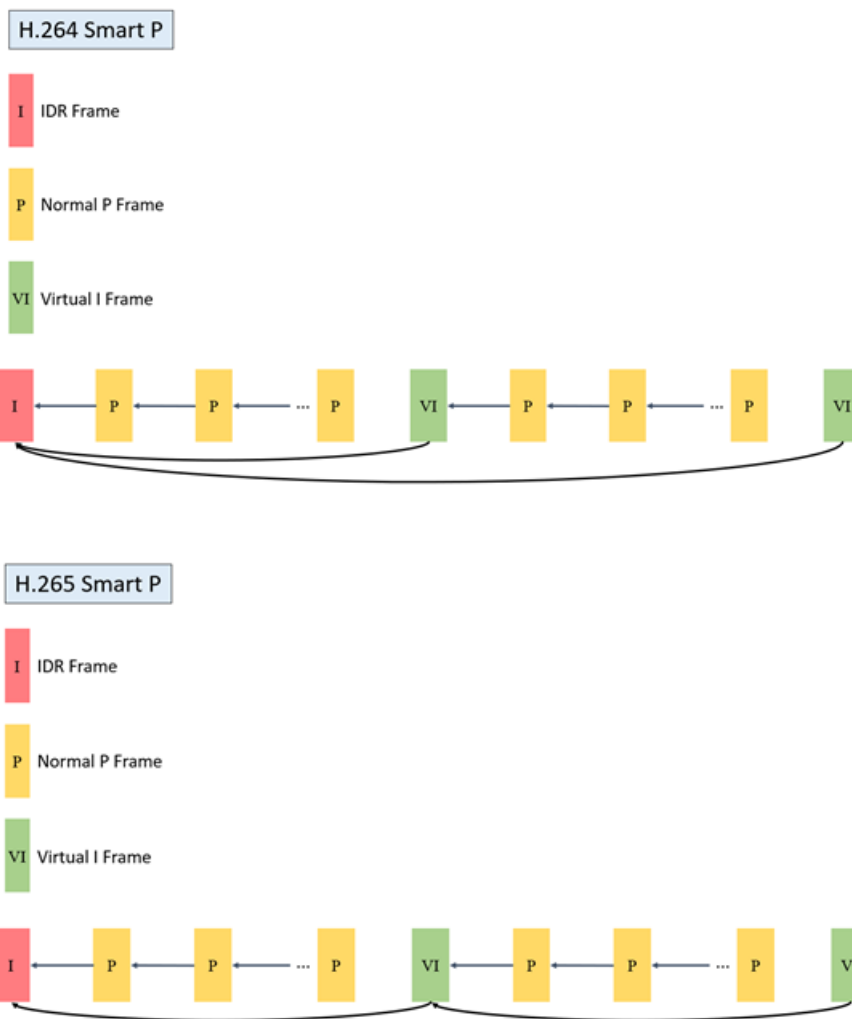 H.264 Smart P
I IDR Frame
P Normal P Frame
VI Virtual I Frame
I P P ... P VI P P ... P VI
H.265 Smart P
I IDR Frame
P Normal P Frame
VI Virtual I Frame
I P P ... P VI P P ... P V